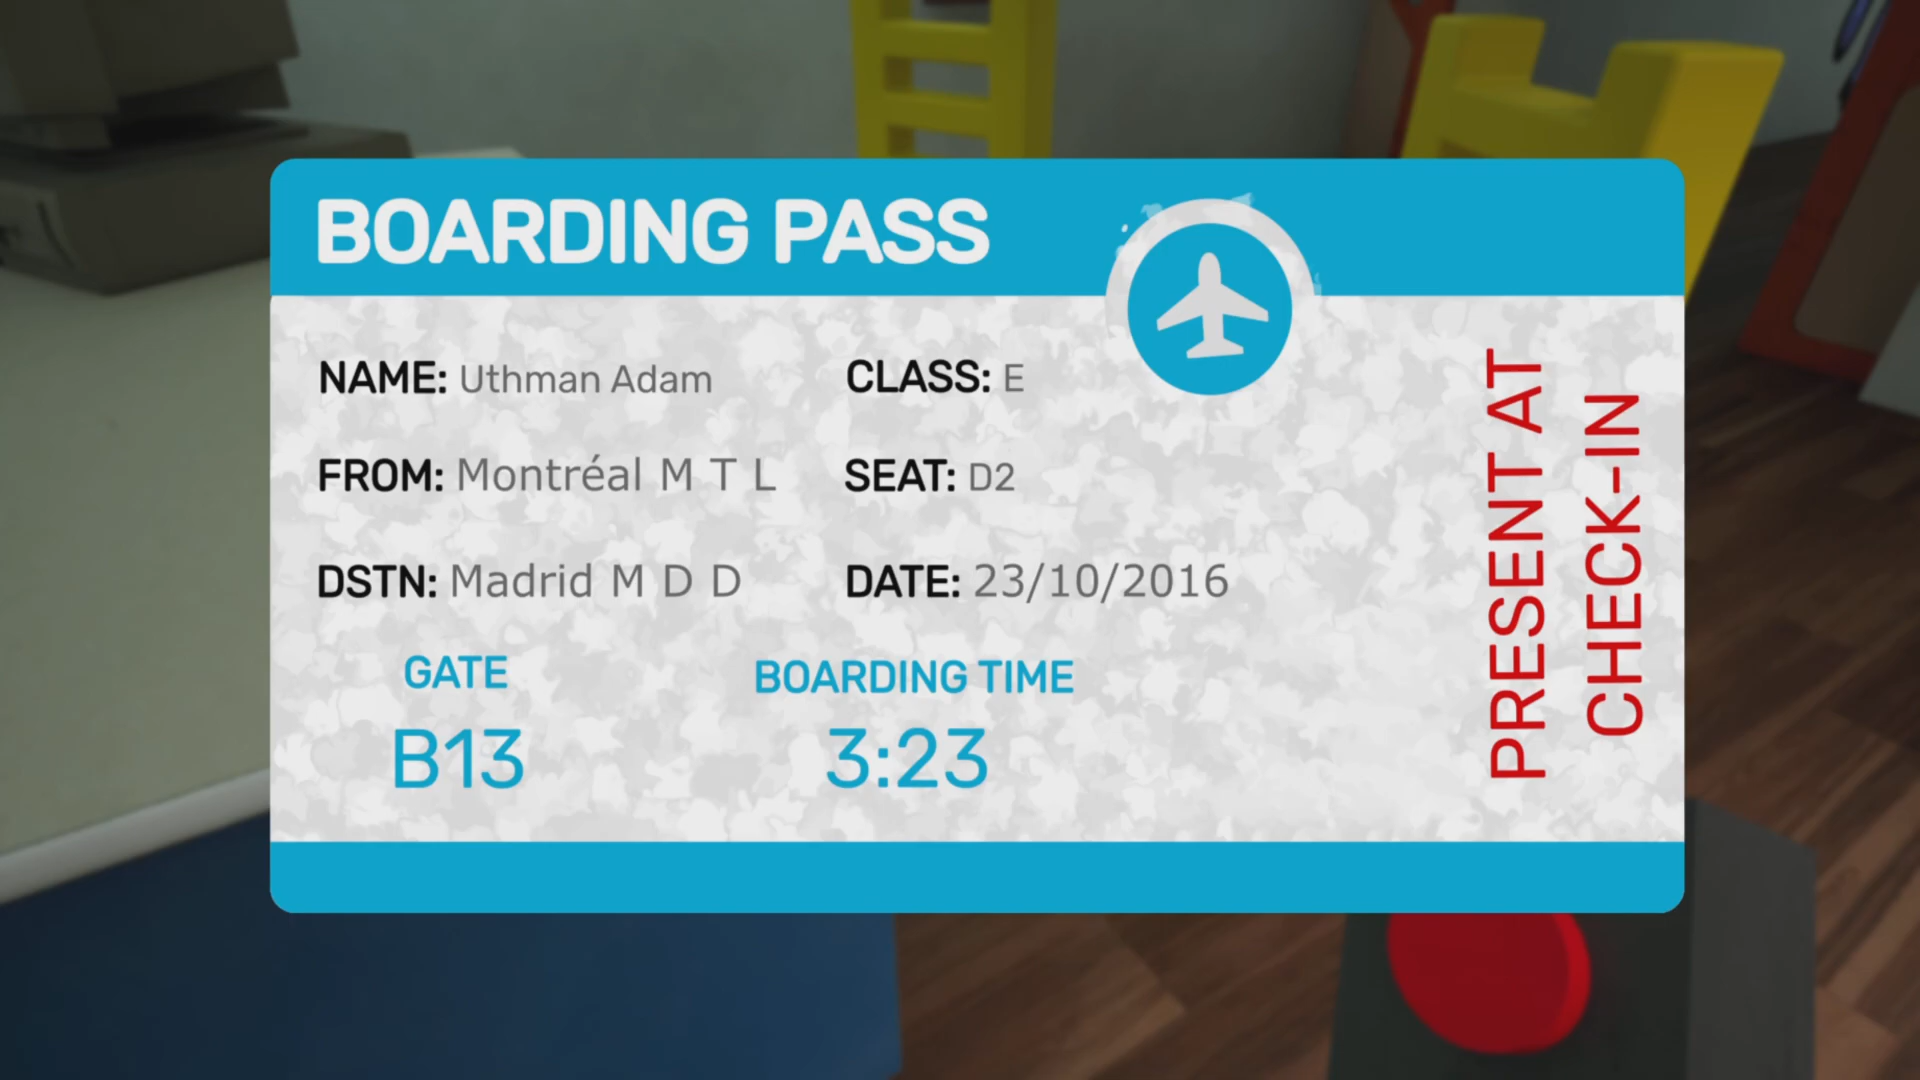 BOARDING PASS
NAME: Uthman Adam
CLASS: E
FROM: Montréal M T L
SEAT: D2
DSTN: Madrid M D D
DATE: 23/10/2016
GATE
B13
BOARDING TIME
3:23
PRESENT AT
CHECK-IN